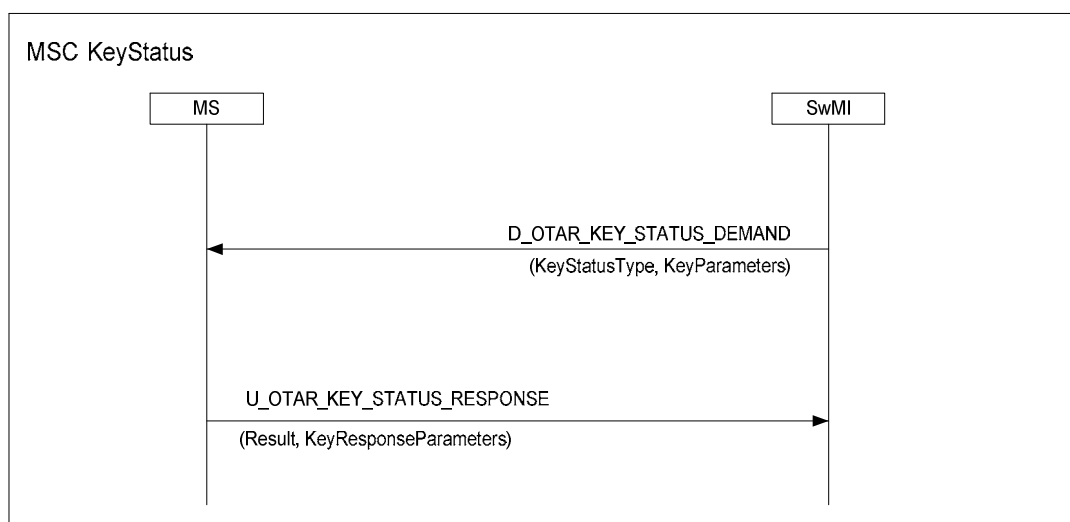 MSC KeyStatus
MS
SwMI
D_OTAR_KEY_STATUS_DEMAND
(KeyStatusType, KeyParameters)
U_OTAR_KEY_STATUS_RESPONSE
(Result, KeyResponseParameters)